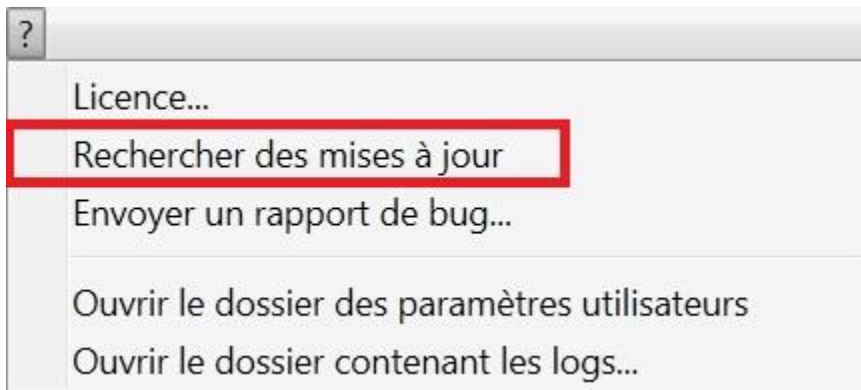 ?
Licence...
Rechercher des mises à jour
Envoyer un rapport de bug...
Ouvrir le dossier des paramètres utilisateurs
Ouvrir le dossier contenant les logs...